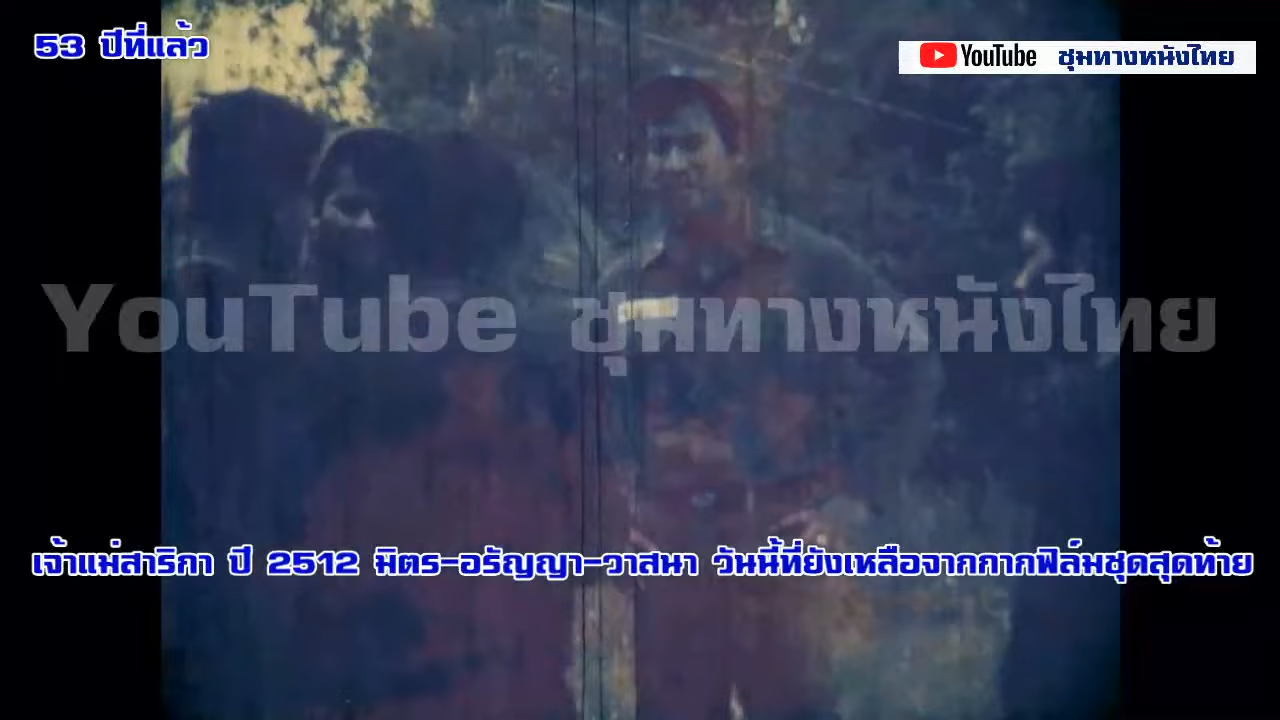 53 ปีที่แล้ว
YouTube ชุมทางหนังไทย
YouTube ชุมทางหนังไทย
เจ้าแม่สาริกา ปี 2512 มิตร-อรัญญา-วาสนา วันนี้ที่ยังเหลือจากกากฟิล์มชุดสุดท้าย